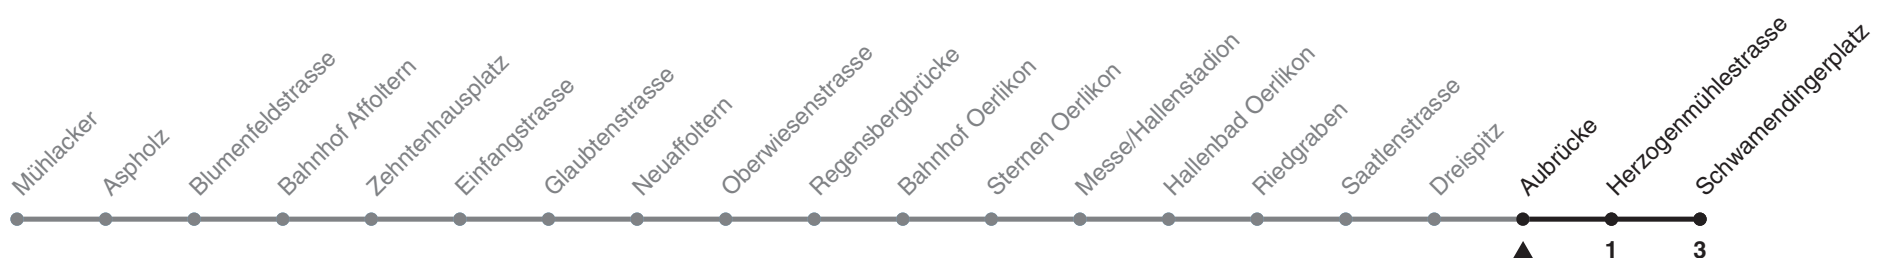 Mühlacker
Aspholz
Blumenfeldstrasse
Bahnhof Affoltern
Zehntenhausplatz
Einfangstrasse
Glaubtenstrasse
Neuaffoltern
Oberwiesenstrasse
Regensbergbrücke
Bahnhof Oerlikon
Sternen Oerlikon
Messe/Hallenstadion
Hallenbad Oerlikon
Riedgraben
Saatlenstrasse
Dreispitz
Aubrücke
Herzogenmühlestrasse
Schwamendingerplatz
1
3